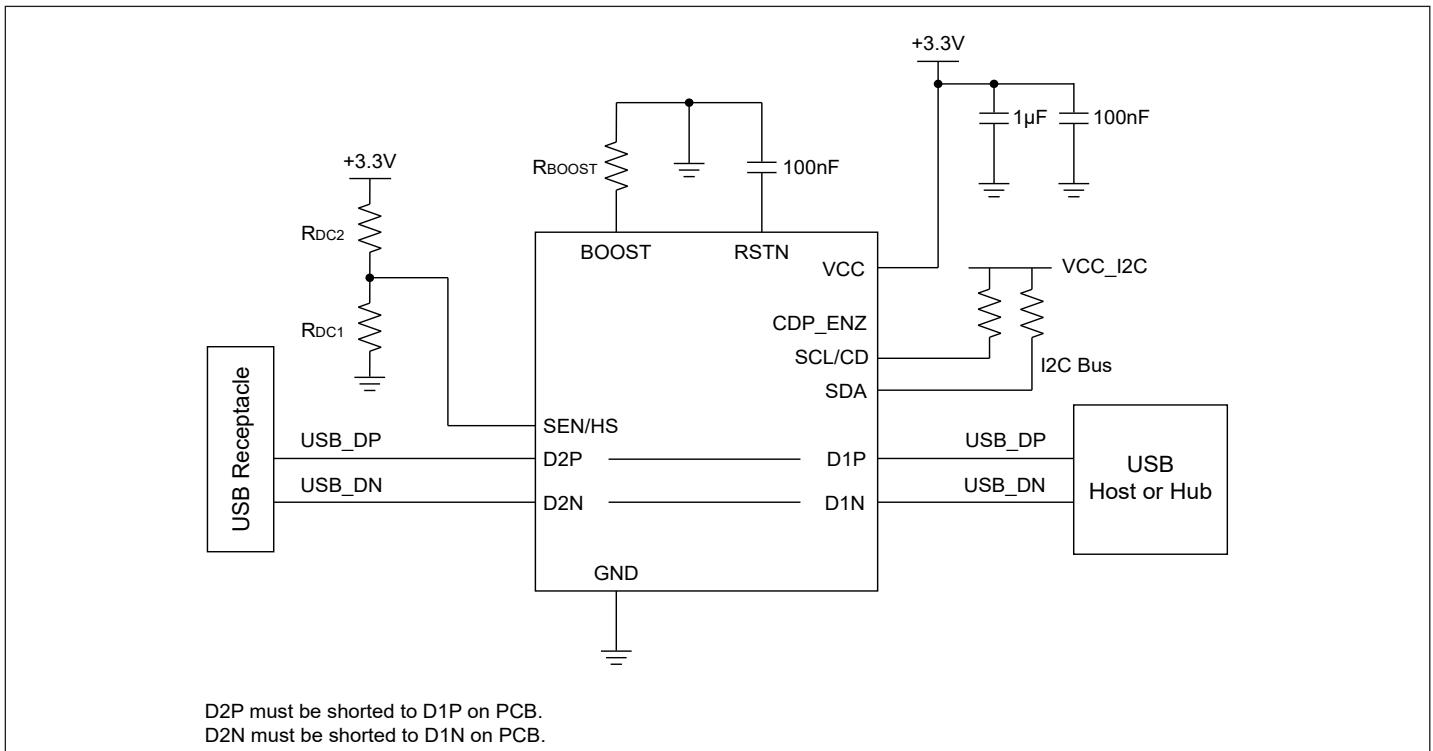 +3.3V
1µF
100nF
RBOOST
100nF
+3.3V
RDC2
RDC1
BOOST
RSTN
VCC
VCC_I2C
CDP_ENZ
SCL/CD
I2C Bus
SDA
USB Receptacle
SEN/HS
USB_DP
D2P
D1P
USB_DP
USB_DN
D2N
D1N
USB_DN
USB
Host or Hub
GND
D2P must be shorted to D1P on PCB.
D2N must be shorted to D1N on PCB.